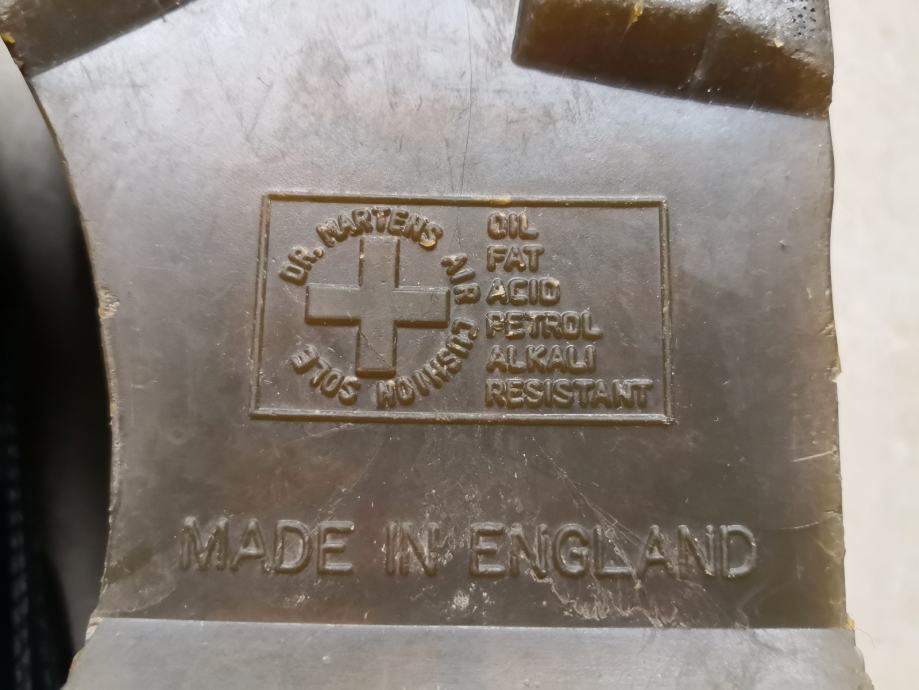 DR. MARTENS AIR CUSHION SOLE
OIL
FAT
ACID
PETROL
ALKALI
RESISTANT
MADE IN ENGLAND